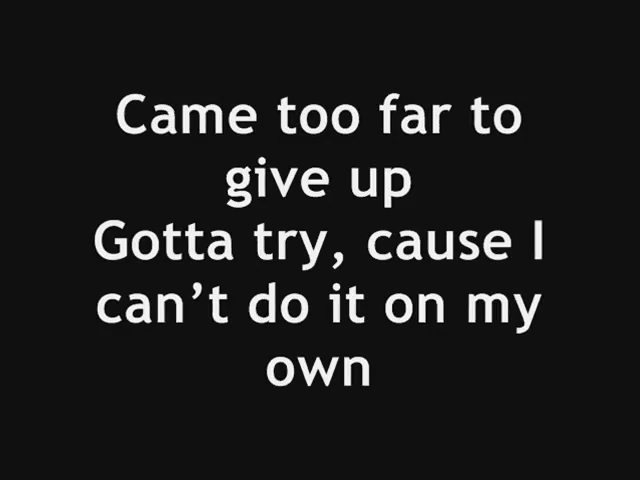 Came too far to
give up
Gotta try, cause I
can’t do it on my
own